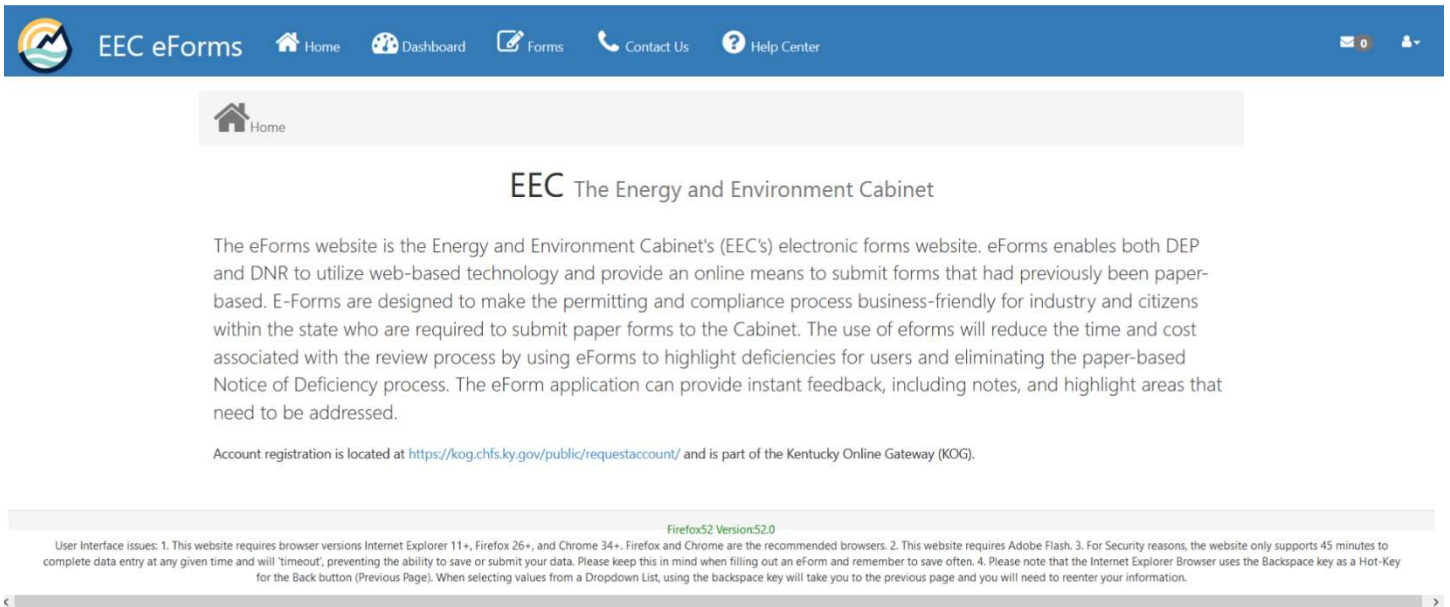 EEC eForms Home Dashboard Forms Contact Us Help Center 0
Home
EEC The Energy and Environment Cabinet
The eForms website is the Energy and Environment Cabinet's (EEC's) electronic forms website. eForms enables both DEP
and DNR to utilize web-based technology and provide an online means to submit forms that had previously been paper-
based. E-Forms are designed to make the permitting and compliance process business-friendly for industry and citizens
within the state who are required to submit paper forms to the Cabinet. The use of eforms will reduce the time and cost
associated with the review process by using eForms to highlight deficiencies for users and eliminating the paper-based
Notice of Deficiency process. The eForm application can provide instant feedback, including notes, and highlight areas that
need to be addressed.
Account registration is located at https://kog.chfs.ky.gov/public/requestaccount/ and is part of the Kentucky Online Gateway (KOG).
Firefox52 Version:52.0
User Interface issues: 1. This website requires browser versions Internet Explorer 11+, Firefox 26+, and Chrome 34+. Firefox and Chrome are the recommended browsers. 2. This website requires Adobe Flash. 3. For Security reasons, the website only supports 45 minutes to
complete data entry at any given time and will 'timeout', preventing the ability to save or submit your data. Please keep this in mind when filling out an eForm and remember to save often. 4. Please note that the Internet Explorer Browser uses the Backspace key as a Hot-Key
for the Back button (Previous Page). When selecting values from a Dropdown List, using the backspace key will take you to the previous page and you will need to reenter your information.